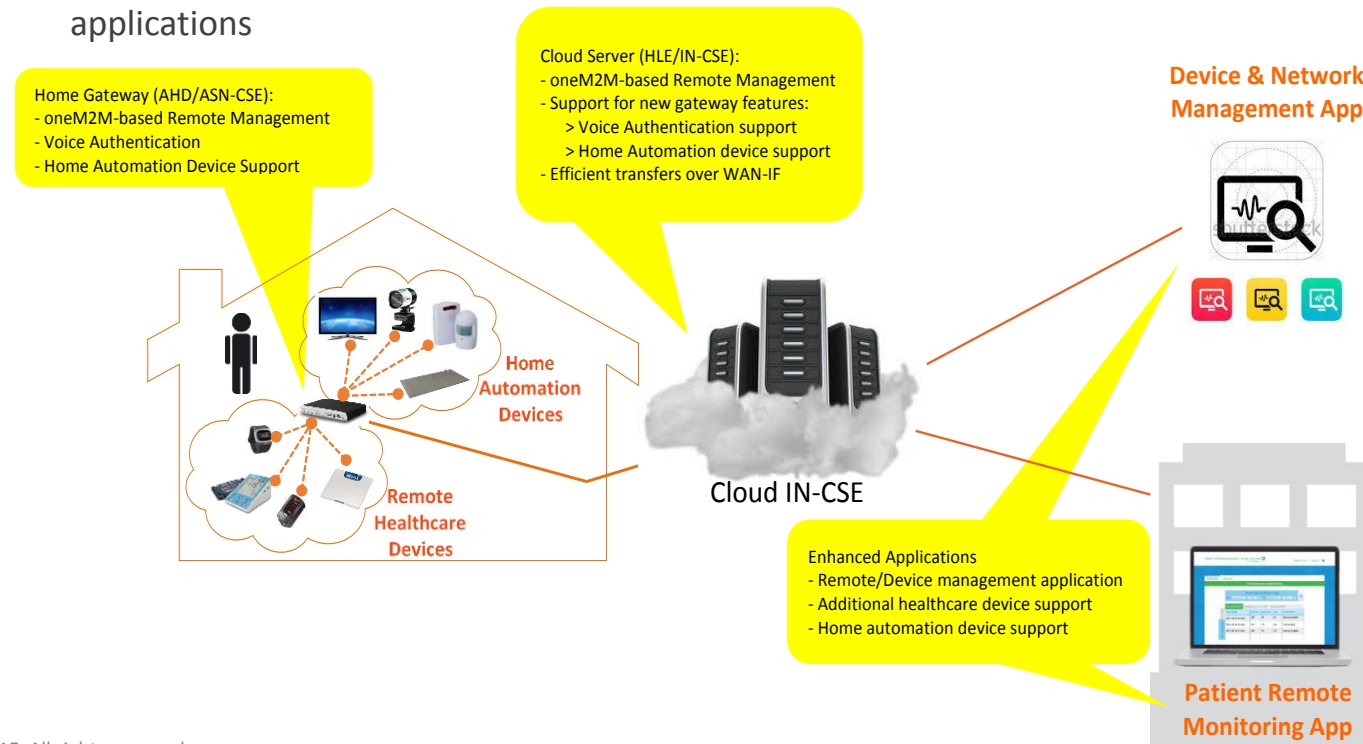 applications
Home Gateway (AHD/ASN-CSE):
- oneM2M-based Remote Management
- Voice Authentication
- Home Automation Device Support
Cloud Server (HLE/IN-CSE):
- oneM2M-based Remote Management
- Support for new gateway features:
> Voice Authentication support
> Home Automation device support
- Efficient transfers over WAN-IF
Device & Network
Management App
shutterstock
Home
Automation
Devices
Remote
Healthcare
Devices
Cloud IN-CSE
Enhanced Applications
- Remote/Device management application
- Additional healthcare device support
- Home automation device support
Patient Remote
Monitoring App